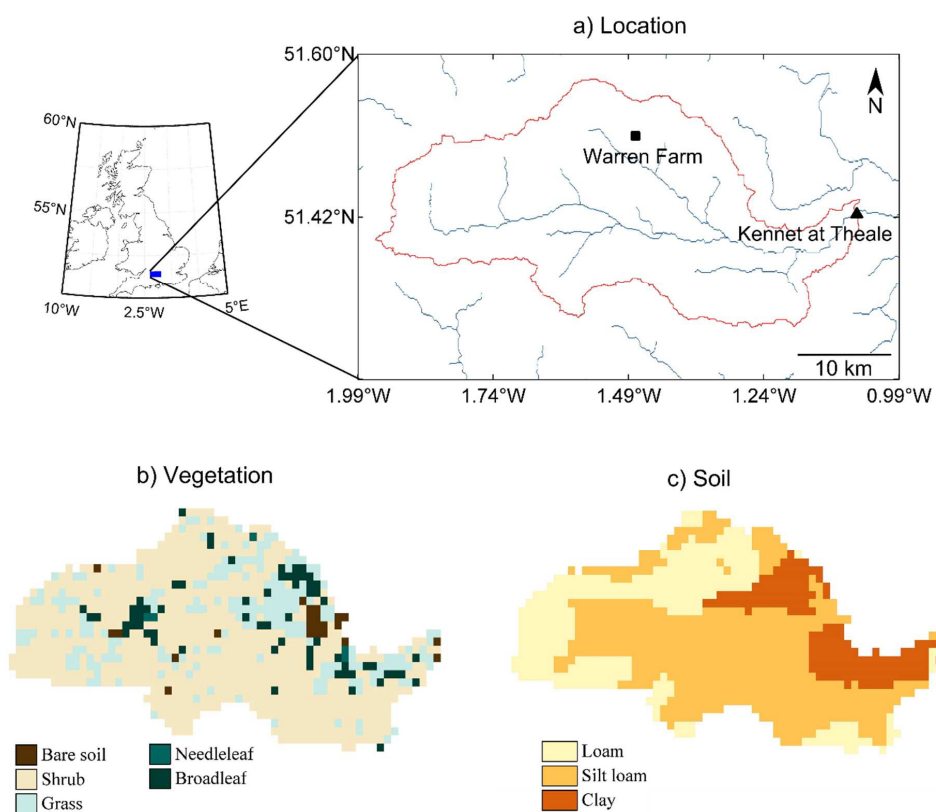 a) Location
60°N
55°N
10°W
2.5°W
5°E
51.60°N
51.42°N
N
Warren Farm
Kennet at Theale
10 km
1.99°W
1.74°W
1.49°W
1.24°W
0.99°W
b) Vegetation
Bare soil
Shrub
Grass
Needleleaf
Broadleaf
c) Soil
Loam
Silt loam
Clay